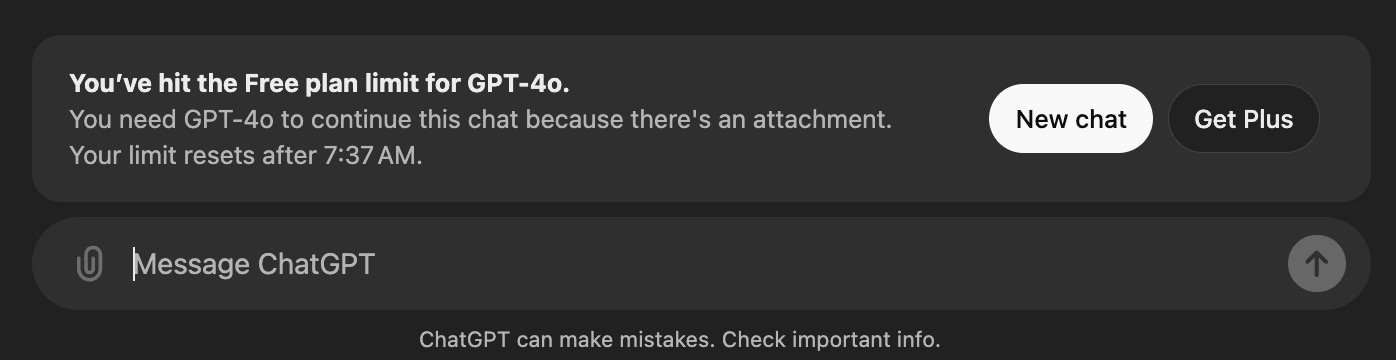 You’ve hit the Free plan limit for GPT-4o.
You need GPT-4o to continue this chat because there's an attachment.
Your limit resets after 7:37 AM.
New chat
Get Plus
Message ChatGPT
ChatGPT can make mistakes. Check important info.